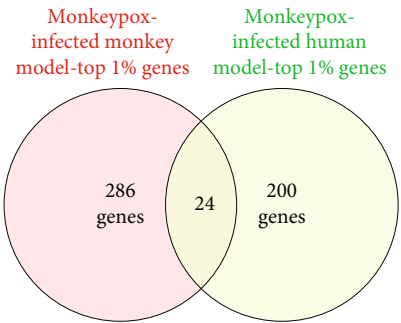 Monkeypox-
infected monkey
model-top 1% genes
Monkeypox-
infected human
model-top 1% genes
286
genes
24
200
genes